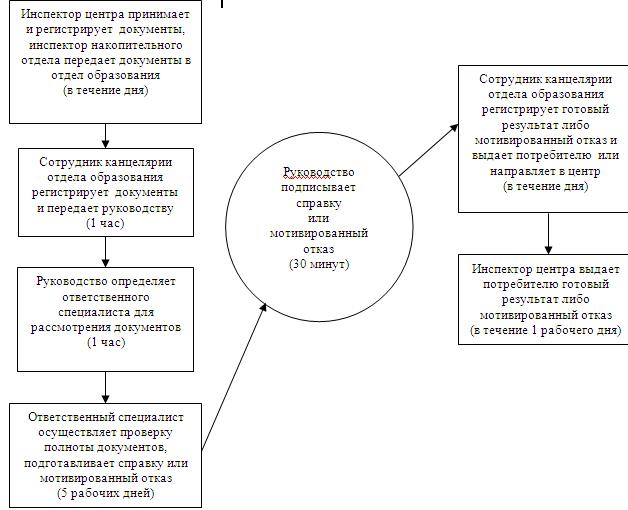 Инспектор центра принимает
и регистрирует документы,
инспектор накопительного
отдела передает документы в
отдел образования
(в течение дня)
Сотрудник канцелярии
отдела образования
регистрирует документы
и передает руководству
(1 час)
Руководство определяет
ответственного
специалиста для
рассмотрения документов
(1 час)
Ответственный специалист
осуществляет проверку
полноты документов,
подготавливает справку или
мотивированный отказ
(5 рабочих дней)
Руководство
подписывает
справку
или
мотивированный
отказ
(30 минут)
Сотрудник канцелярии
отдела образования
регистрирует готовый
результат либо
мотивированный отказ и
выдает потребителю или
направляет в центр
(в течение дня)
Инспектор центра выдает
потребителю готовый
результат либо
мотивированный отказ
(в течение 1 рабочего дня)